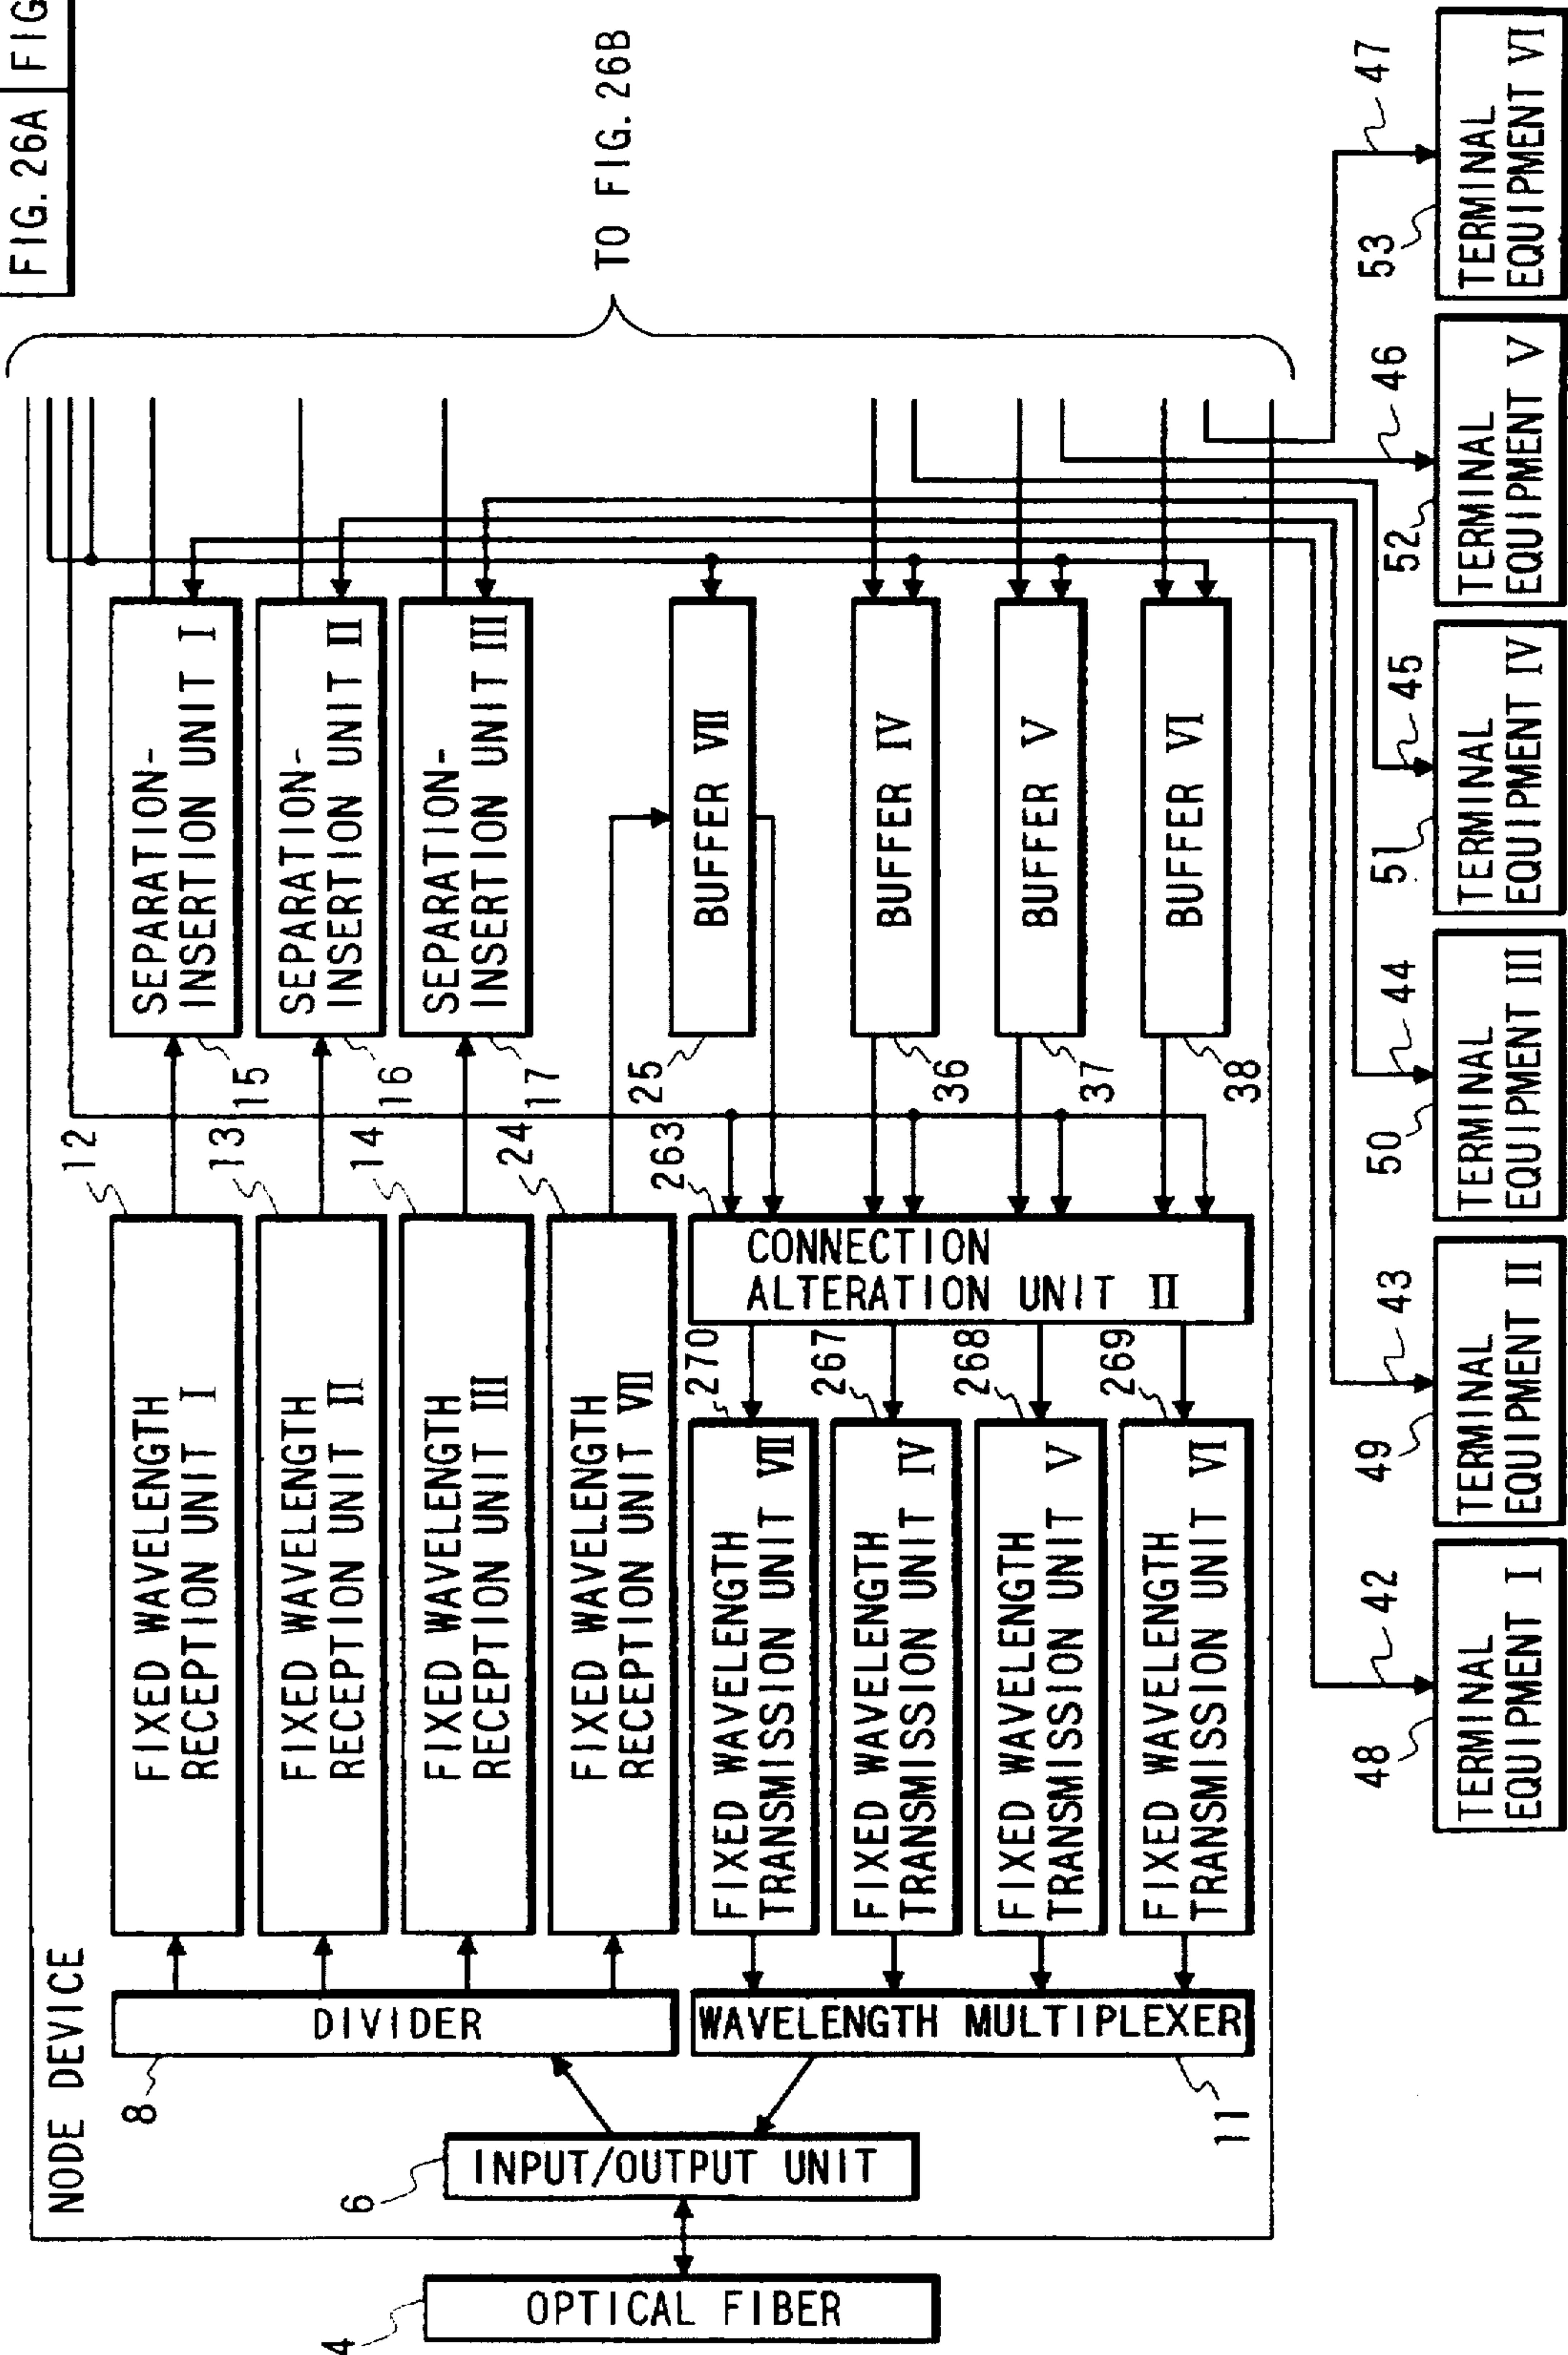 FIG. 26A
FIG
NODE DEVICE
TO FIG. 26B
4
OPTICAL FIBER
6
INPUT/OUTPUT UNIT
8
DIVIDER
11
WAVELENGTH MULTIPLEXER
12
FIXED WAVELENGTH
RECEPTION UNIT I
13
FIXED WAVELENGTH
RECEPTION UNIT II
14
FIXED WAVELENGTH
RECEPTION UNIT III
24
FIXED WAVELENGTH
RECEPTION UNIT VII
270
FIXED WAVELENGTH
TRANSMISSION UNIT VII
267
FIXED WAVELENGTH
TRANSMISSION UNIT IV
268
FIXED WAVELENGTH
TRANSMISSION UNIT V
269
FIXED WAVELENGTH
TRANSMISSION UNIT VI
263
CONNECTION
ALTERATION UNIT II
15
SEPARATION-
INSERTION UNIT I
16
SEPARATION-
INSERTION UNIT II
17
SEPARATION-
INSERTION UNIT III
25
BUFFER VII
36
BUFFER IV
37
BUFFER V
38
BUFFER VI
48
42
TERMINAL
EQUIPMENT I
49
43
TERMINAL
EQUIPMENT II
50
44
TERMINAL
EQUIPMENT III
51
45
TERMINAL
EQUIPMENT IV
52
46
TERMINAL
EQUIPMENT V
53
47
TERMINAL
EQUIPMENT VI